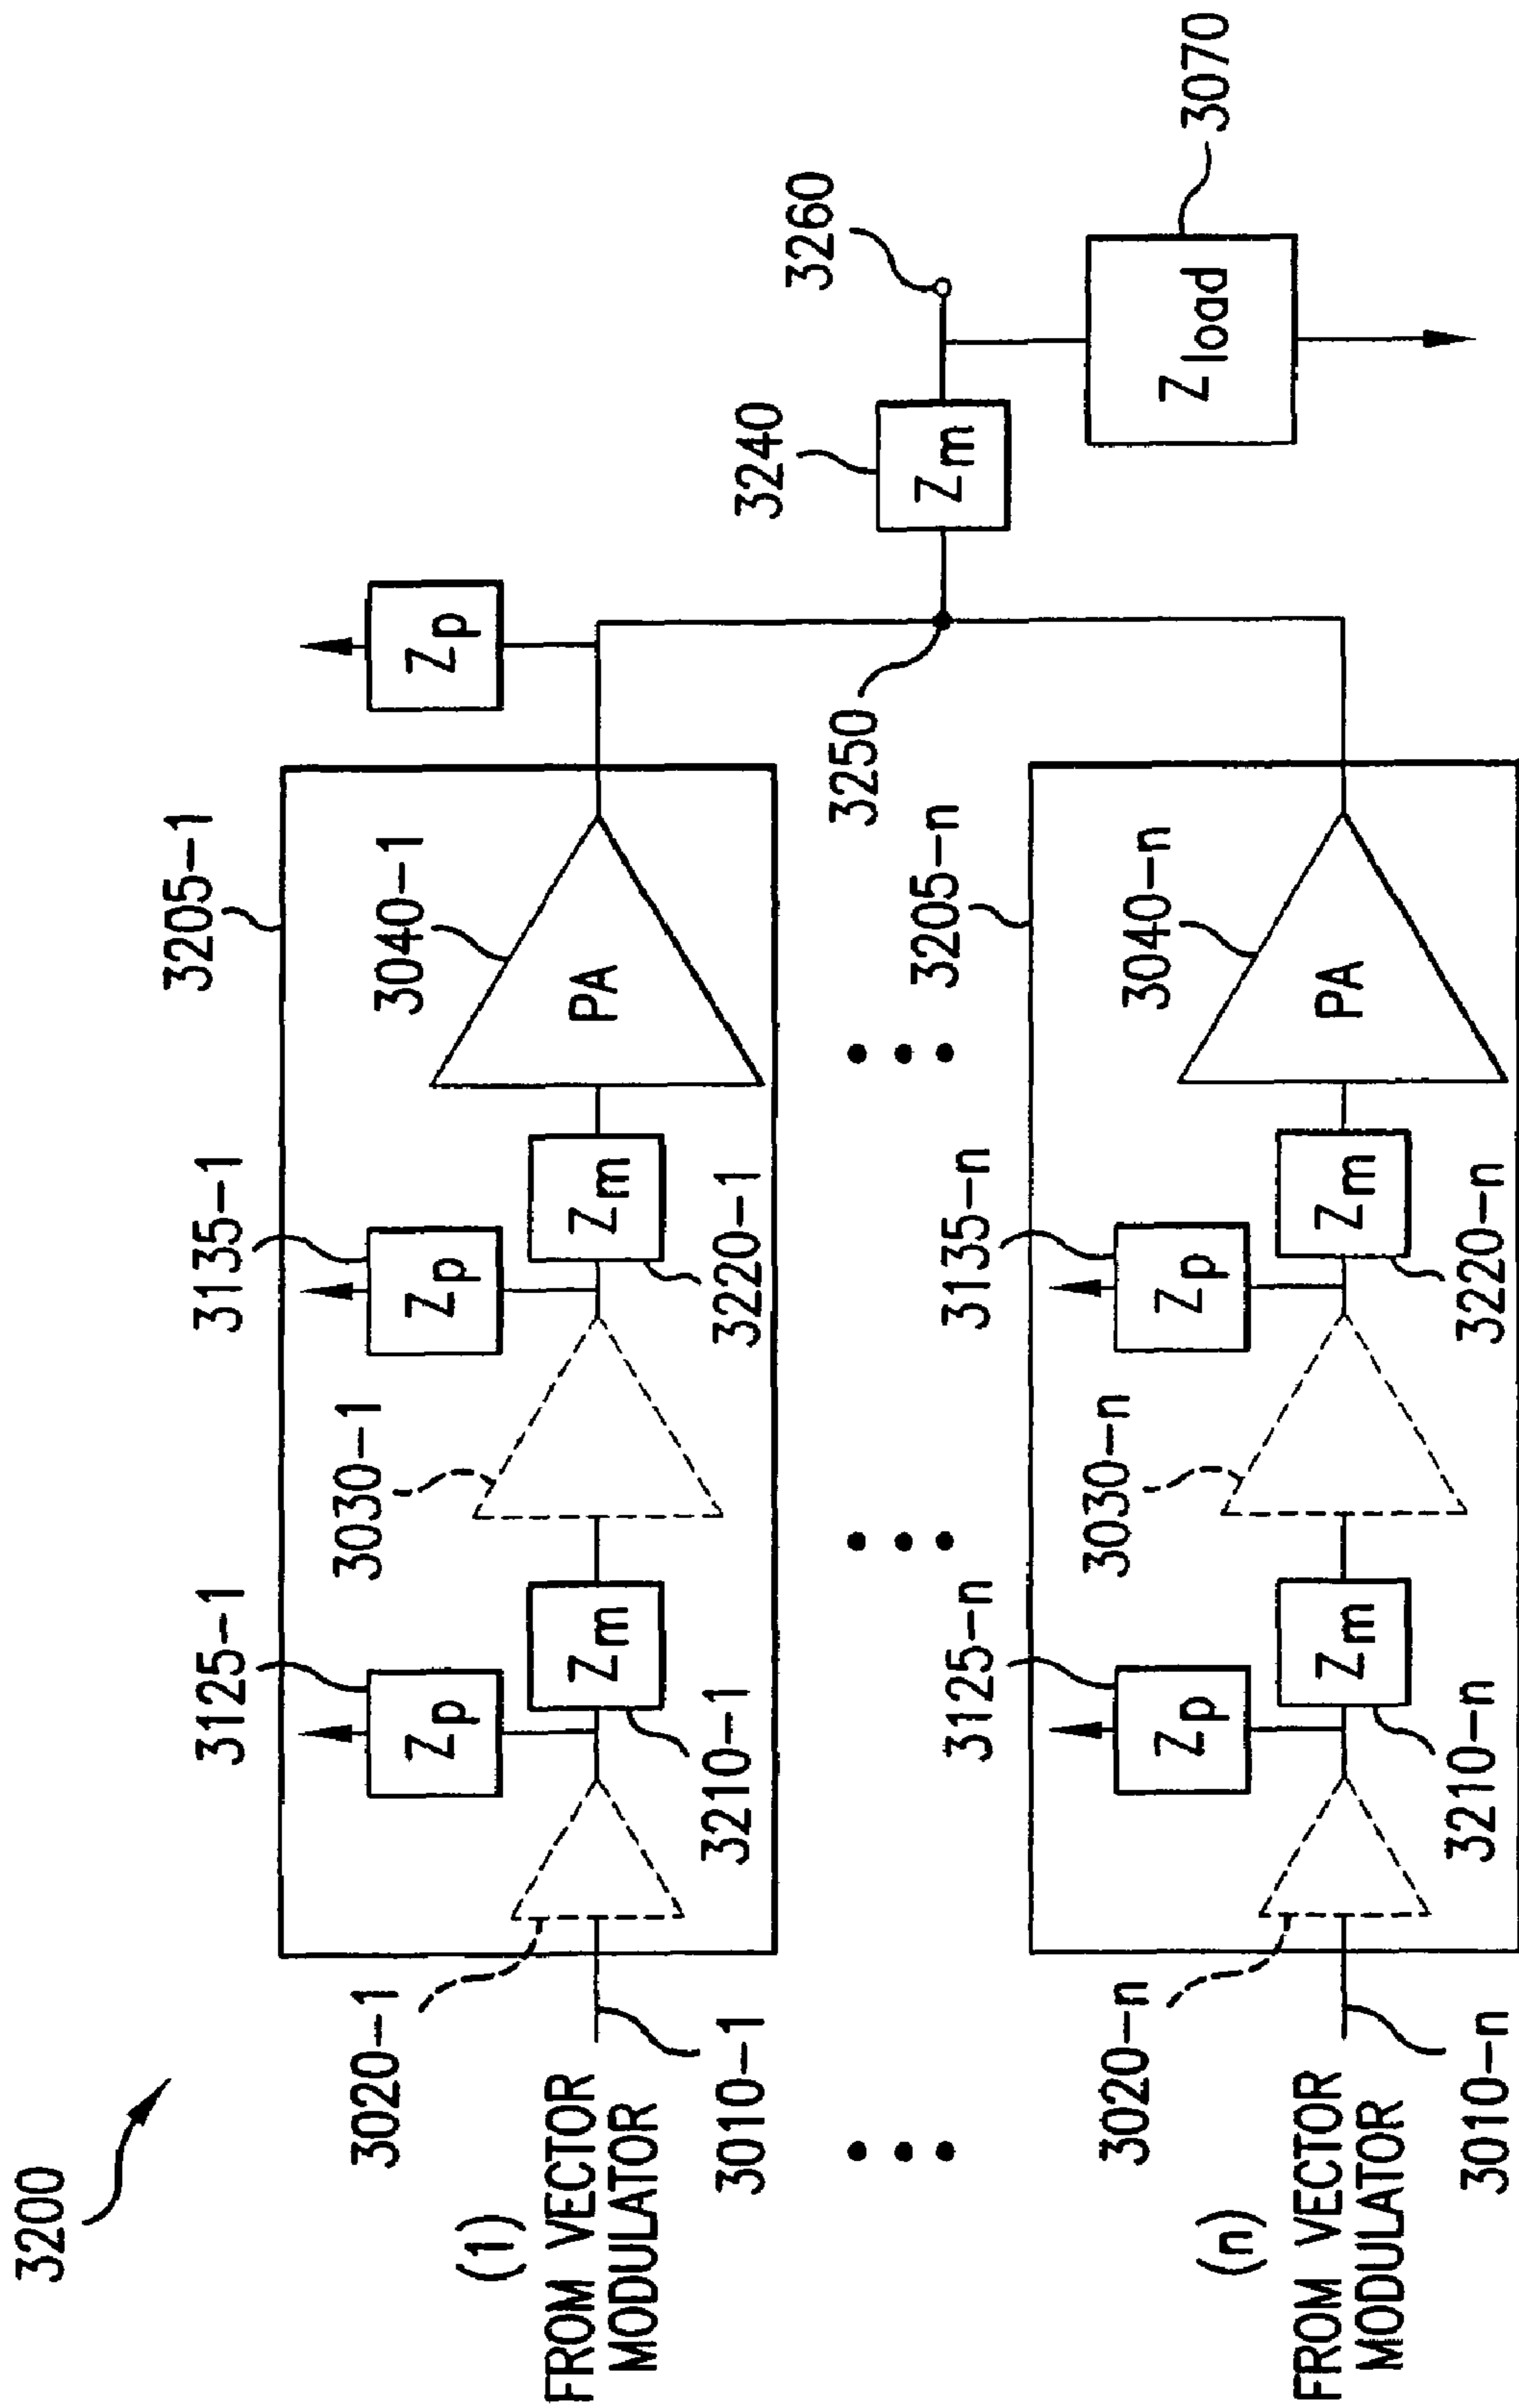 3200
(1)
FROM VECTOR
MODULATOR
3010-1
3020-1
3205-1
3125-1
Zp
Zm
3210-1
3030-1
3135-1
Zp
Zm
3220-1
3040-1
PA
Zp
3250
3240
Zm
3260
Zload
3070
(n)
FROM VECTOR
MODULATOR
3010-n
3020-n
3205-n
3125-n
Zp
Zm
3210-n
3030-n
3135-n
Zp
Zm
3220-n
3040-n
PA